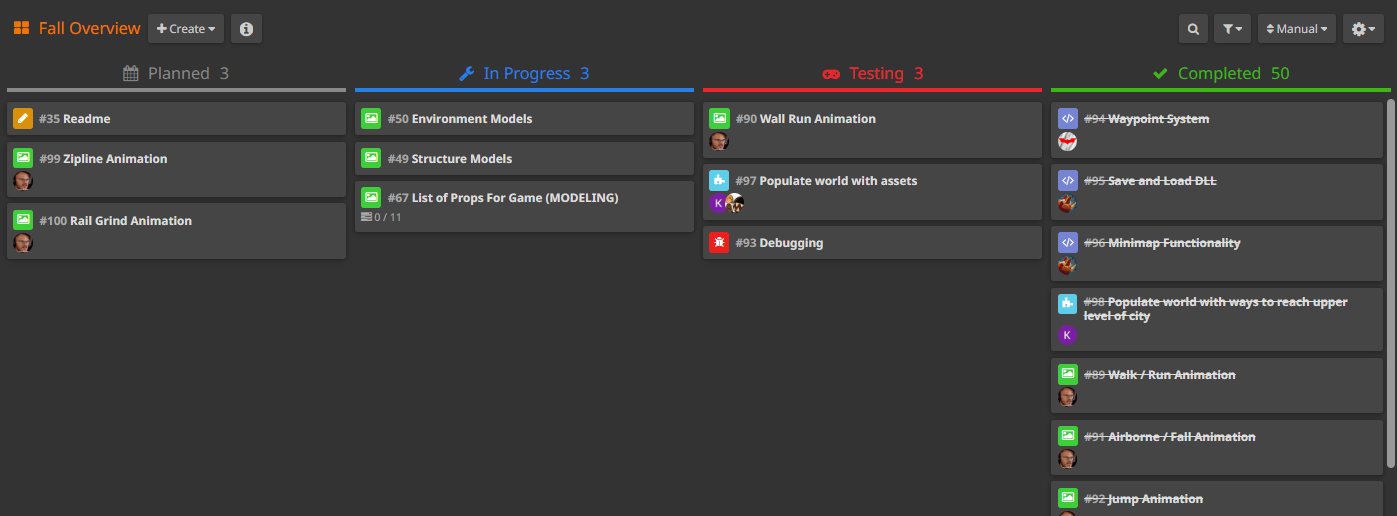 Fall Overview
Create
Manual
Planned 3
#35 Readme
#99 Zipline Animation
#100 Rail Grind Animation
In Progress 3
#50 Environment Models
#49 Structure Models
#67 List of Props For Game (MODELING)
0 / 11
Testing 3
#90 Wall Run Animation
#97 Populate world with assets
K
#93 Debugging
Completed 50
#94 Waypoint System
#95 Save and Load DLL
#96 Minimap Functionality
#98 Populate world with ways to reach upper
level of city
K
#89 Walk / Run Animation
#91 Airborne / Fall Animation
#92 Jump Animation